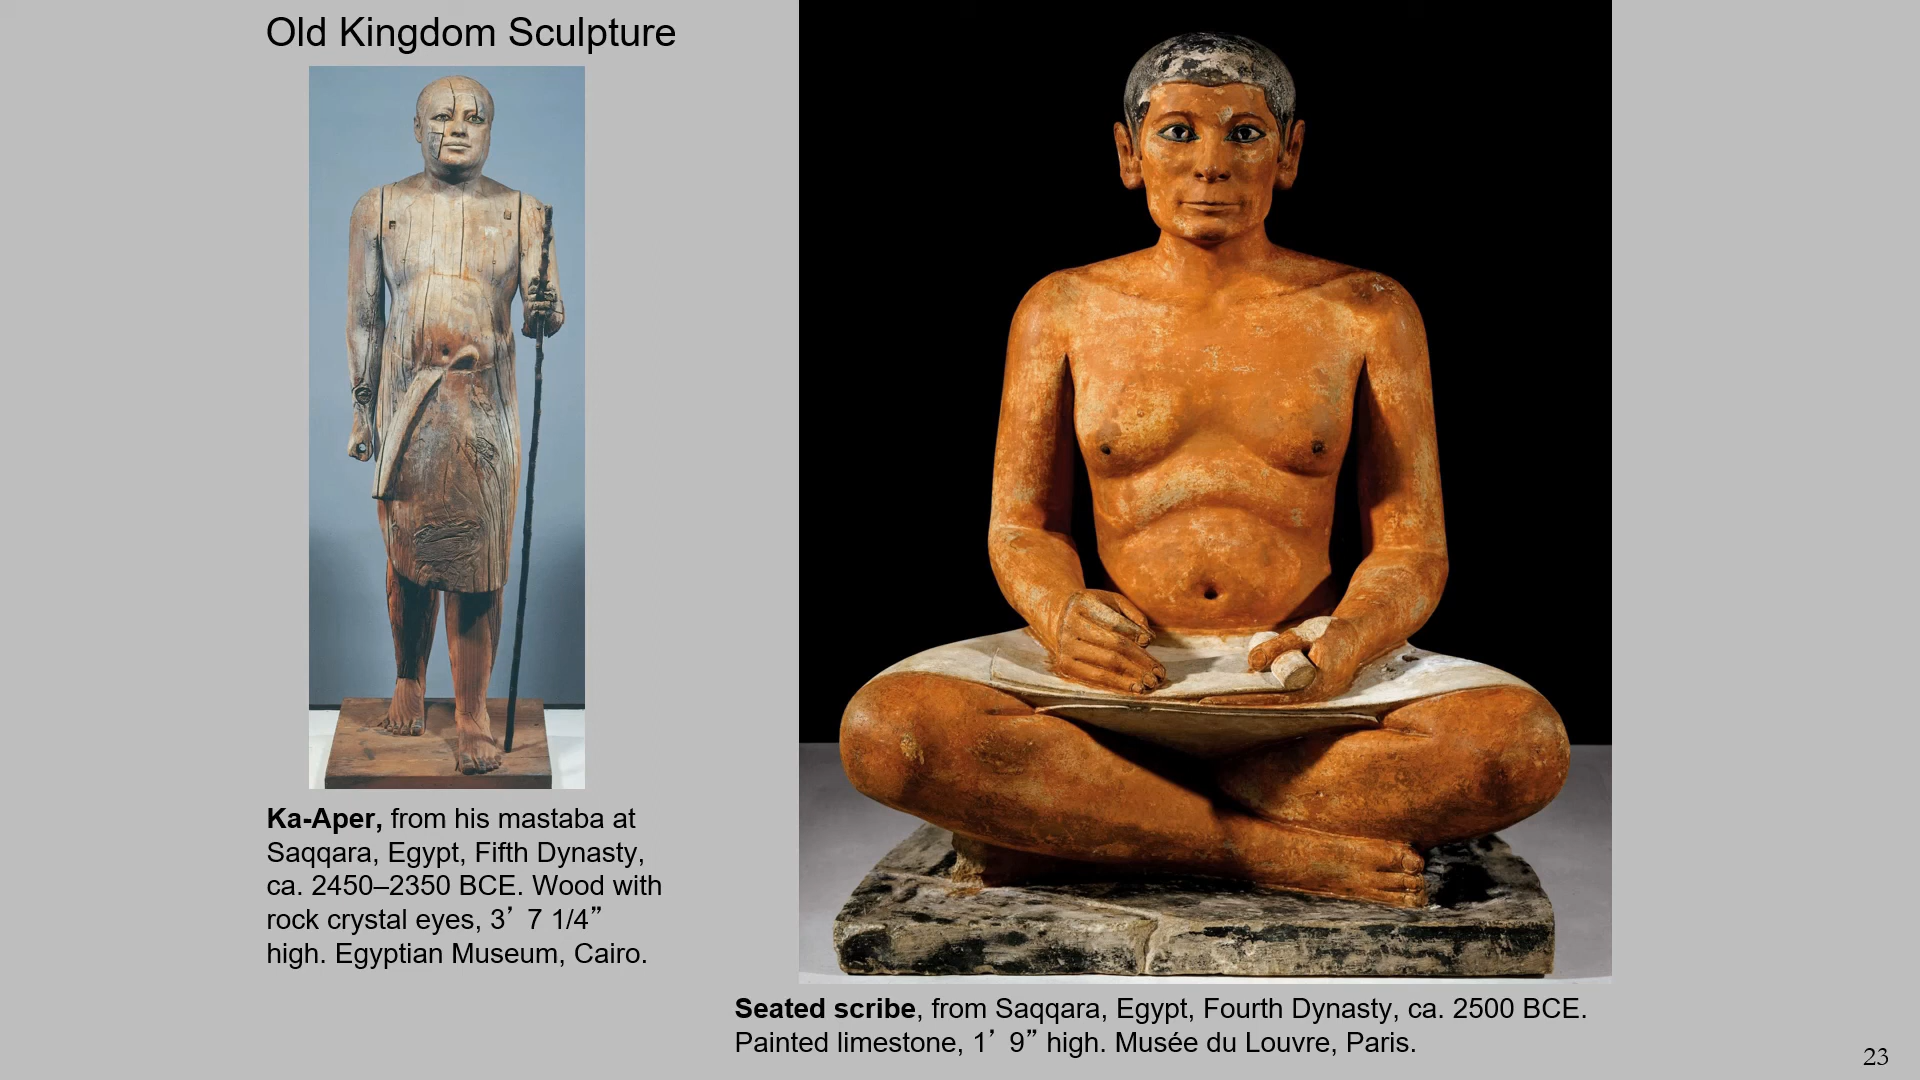 Old Kingdom Sculpture
Ka-Aper, from his mastaba at
Saqqara, Egypt, Fifth Dynasty,
ca. 2450–2350 BCE. Wood with
rock crystal eyes, 3’ 7 1/4”
high. Egyptian Museum, Cairo.
Seated scribe, from Saqqara, Egypt, Fourth Dynasty, ca. 2500 BCE.
Painted limestone, 1’ 9” high. Musée du Louvre, Paris.
23